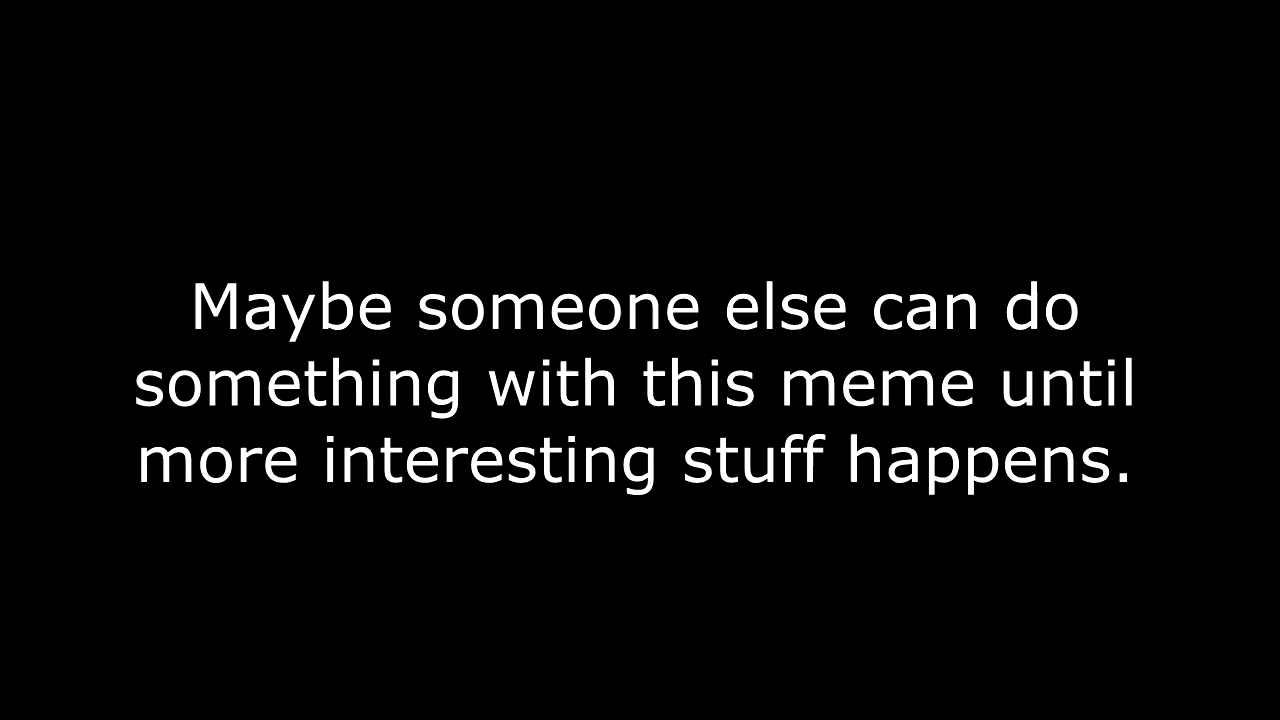 Maybe someone else can do
something with this meme until
more interesting stuff happens.